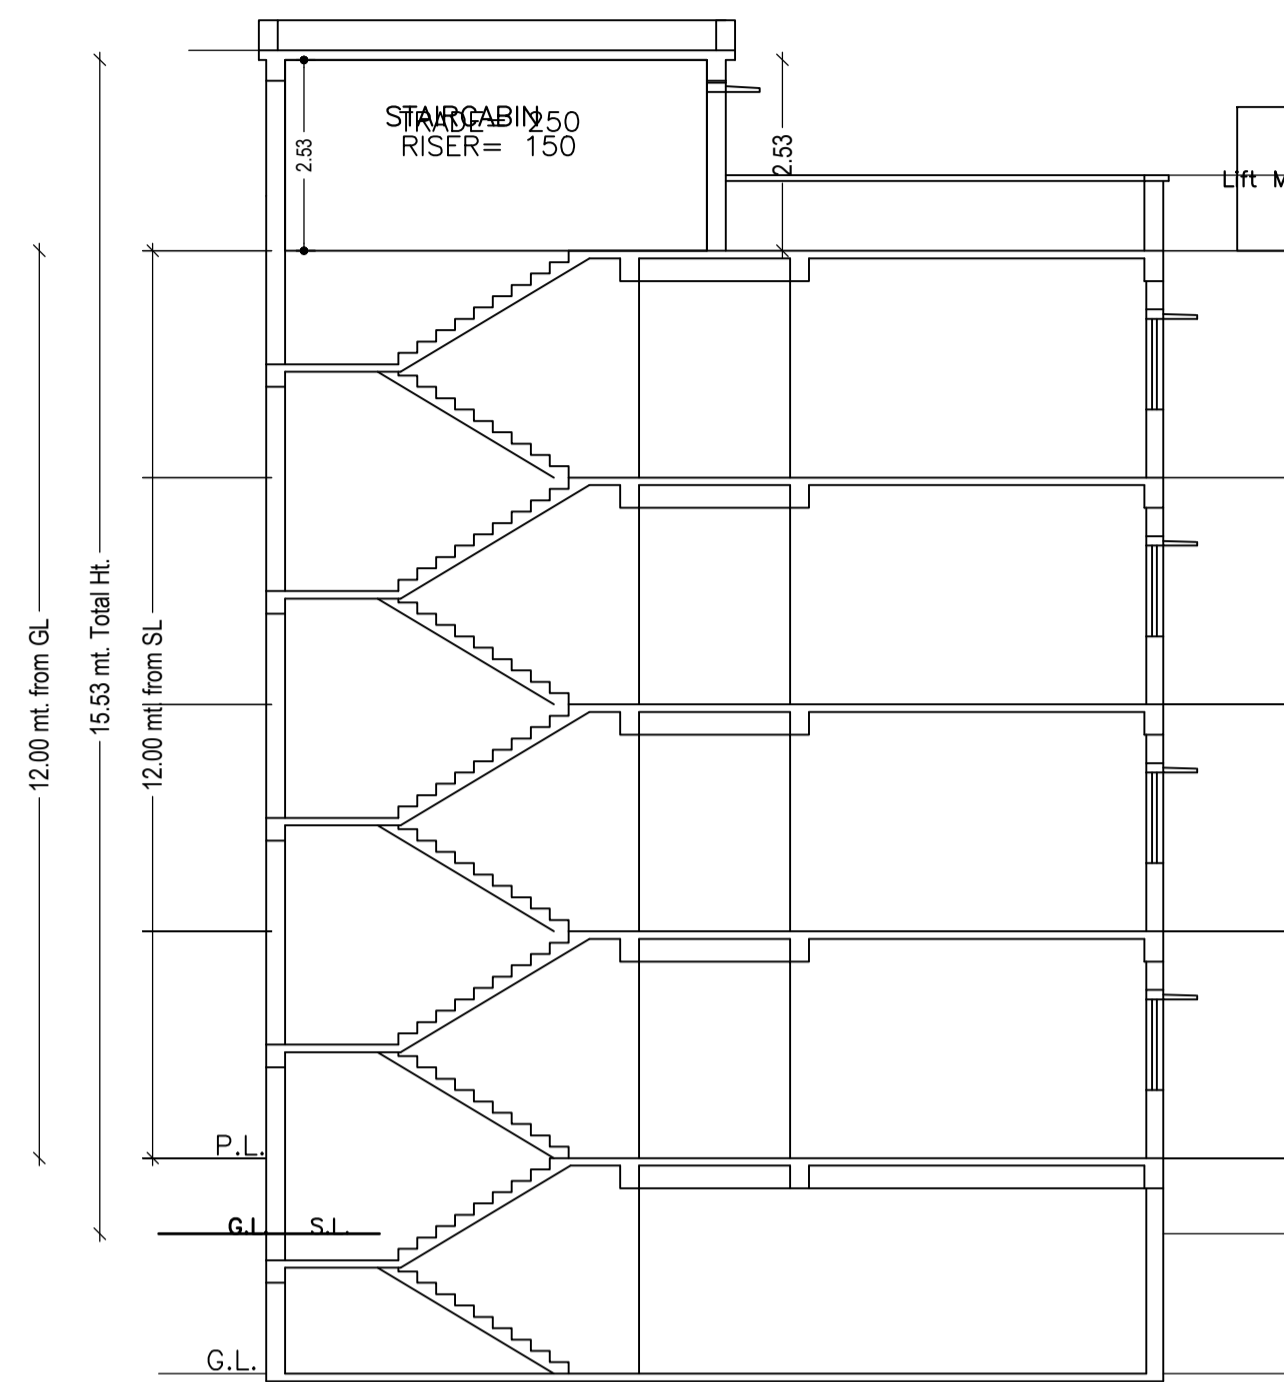 STAIRCABIN
TRADE= 250
RISER= 150
2.53
2.53
Lift M
12.00 mt. from GL
15.53 mt. Total Ht.
12.00 mt. from SL
P.L.
G.L.
S.L.
G.L.